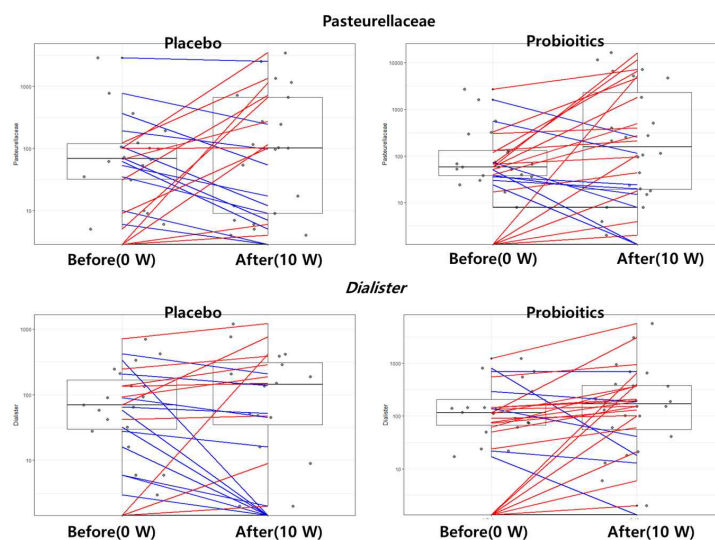 Pasteurellaceae
Placebo
Probioitics
Pasteurellaceae
1000
100
10
Pasteurellaceae
10000
1000
100
10
Before(0 W) After(10 W)
Before(0 W) After(10 W)
Dialister
Placebo
Probioitics
Dialister
1000
100
10
Dialister
1000
100
10
Before(0 W) After(10 W)
Before(0 W) After(10 W)